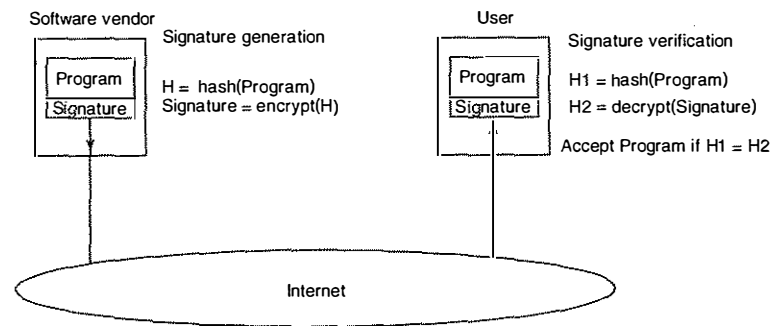 Software vendor
Signature generation
Program
Signature
H = hash(Program)
Signature = encrypt(H)
User
Signature verification
Program
Signature
H1 = hash(Program)
H2 = decrypt(Signature)
Accept Program if H1 = H2
Internet